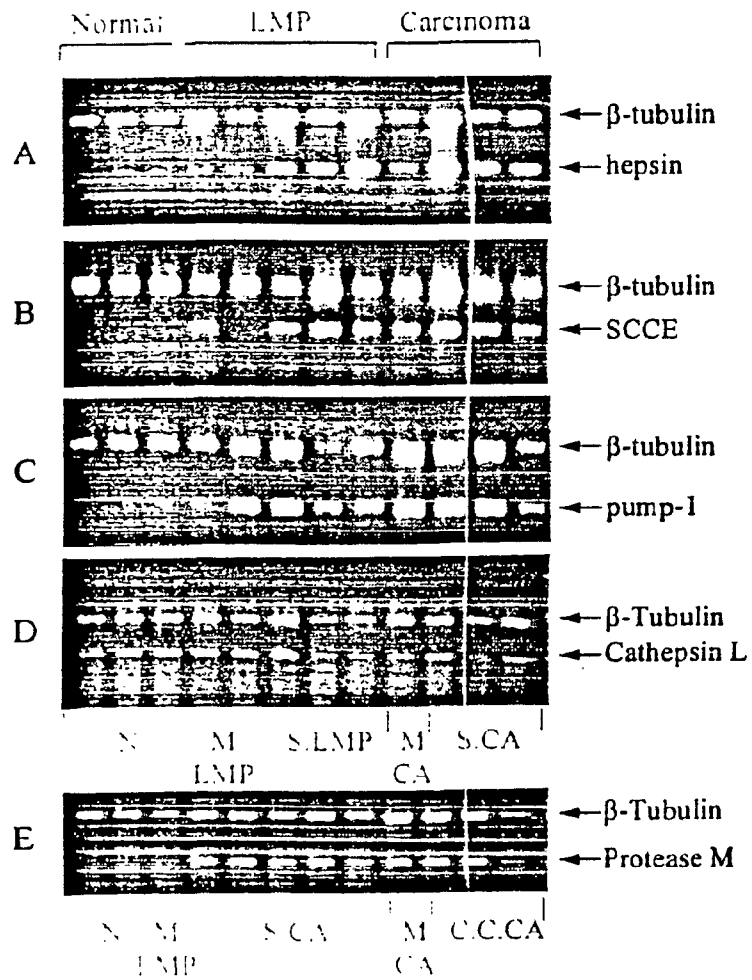 Normal LMP Carcinoma
A
β-tubulin
hepsin
B
β-tubulin
SCCE
C
β-tubulin
pump-1
D
β-Tubulin
Cathepsin L
N M S.LMP M S.CA
LMP CA
E
β-Tubulin
Protease M
N M S.CA M C.C.CA
LMP CA